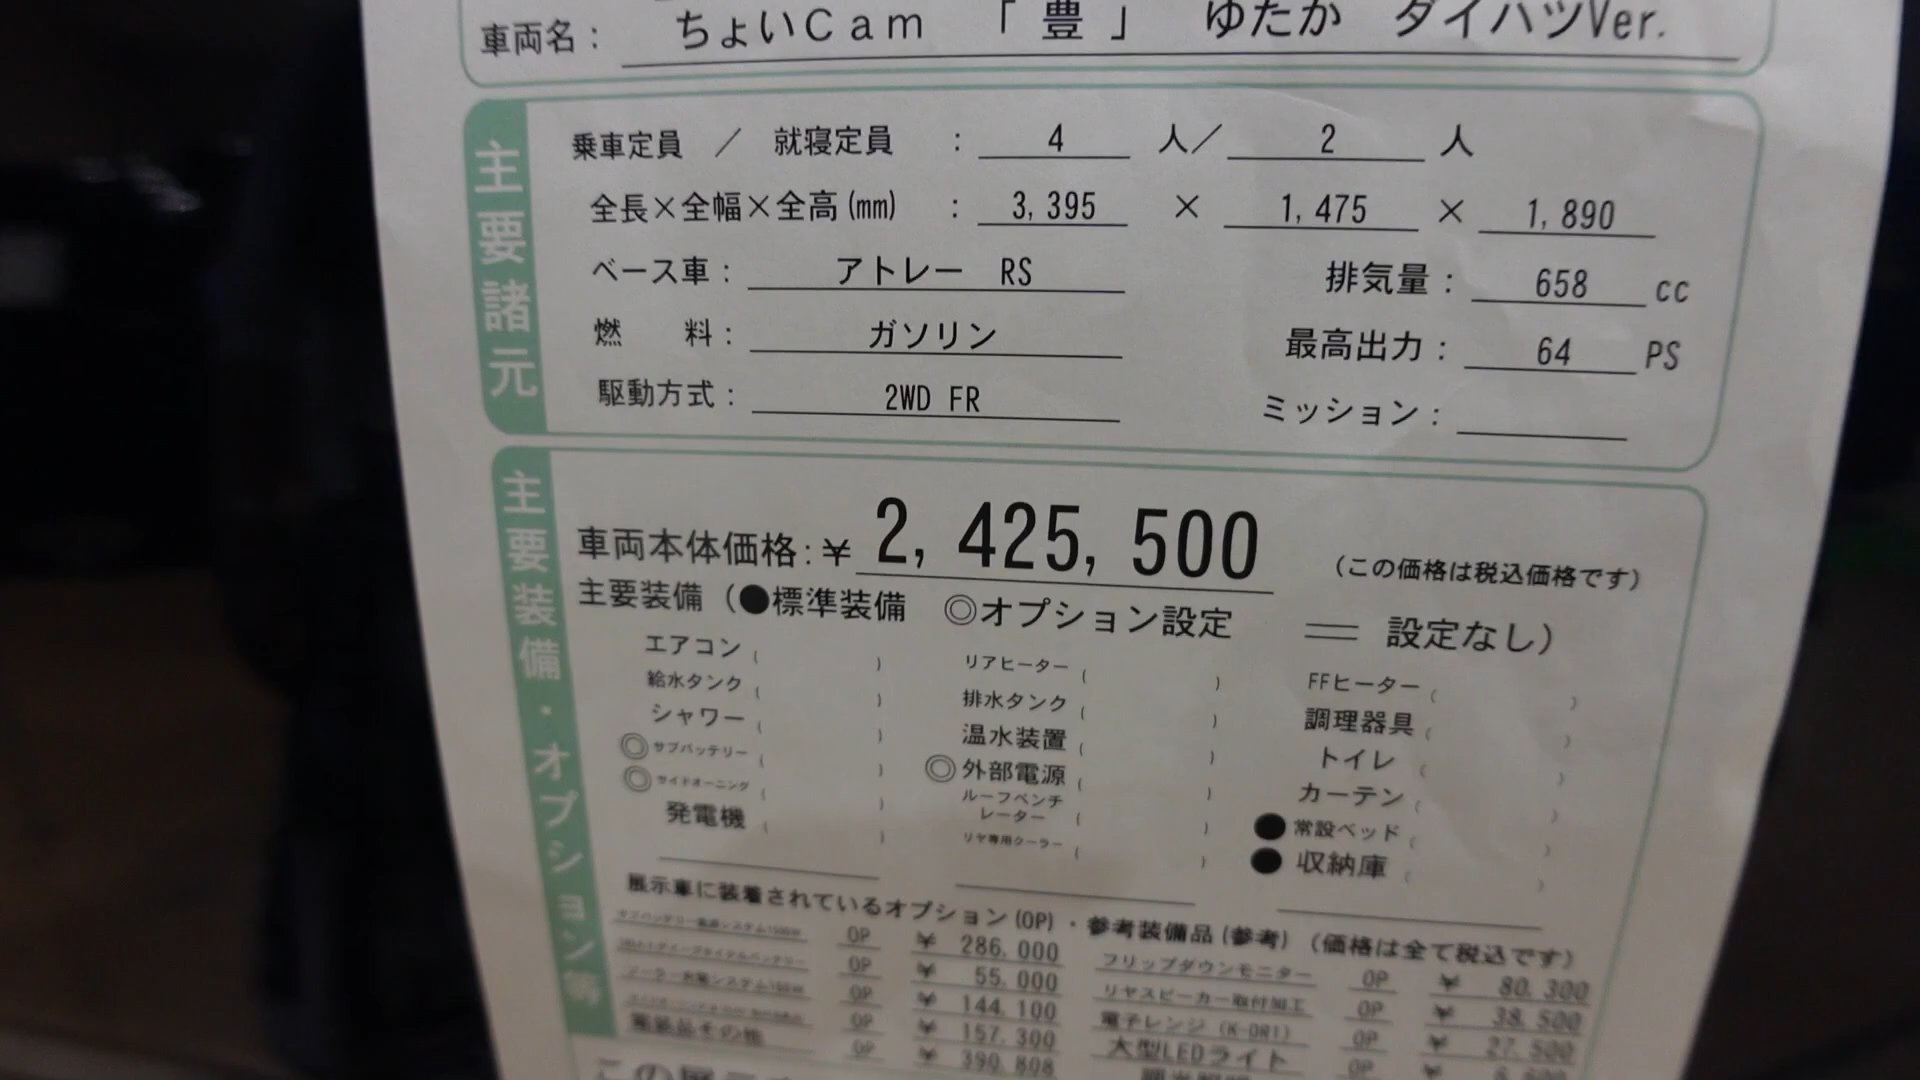 車両名： ちょいCam 「豊」 ゆたか ダイハツVer.
主要諸元
乗車定員 ／ 就寝定員 ： 4 人／ 2 人
全長×全幅×全高(mm) ： 3,395 × 1,475 × 1,890
ベース車： アトレー RS 排気量： 658 cc
燃 料： ガソリン 最高出力： 64 PS
駆動方式： 2WD FR ミッション：
主要装備・オプション等
車両本体価格：￥ 2,425,500 (この価格は税込価格です)
主要装備 (●標準装備 ◎オプション設定 ＝ 設定なし)
エアコン ( ) リアヒーター ( ) FFヒーター ( )
給水タンク ( ) 排水タンク ( ) 調理器具 ( )
シャワー ( ) 温水装置 ( ) トイレ ( )
◎サブバッテリー ( ) ◎外部電源 ( ) カーテン ( )
◎サイドオーニング ( ) ルーフベンチレーター ( ) ●常設ベッド ( )
発電機 ( ) リヤ専用クーラー ( ) ●収納庫 ( )
展示車に装着されているオプション(OP)・参考装備品(参考) (価格は全て税込です)
OP ￥ 286,000 フリップダウンモニター OP ￥ 80,300
OP ￥ 55,000 リヤスピーカー取付加工 OP ￥ 38,500
OP ￥ 144,100 電子レンジ (K-DR1) OP ￥ 27,500
OP ￥ 157,300 大型LEDライト OP ￥
電装品その他 OP ￥ 390,808